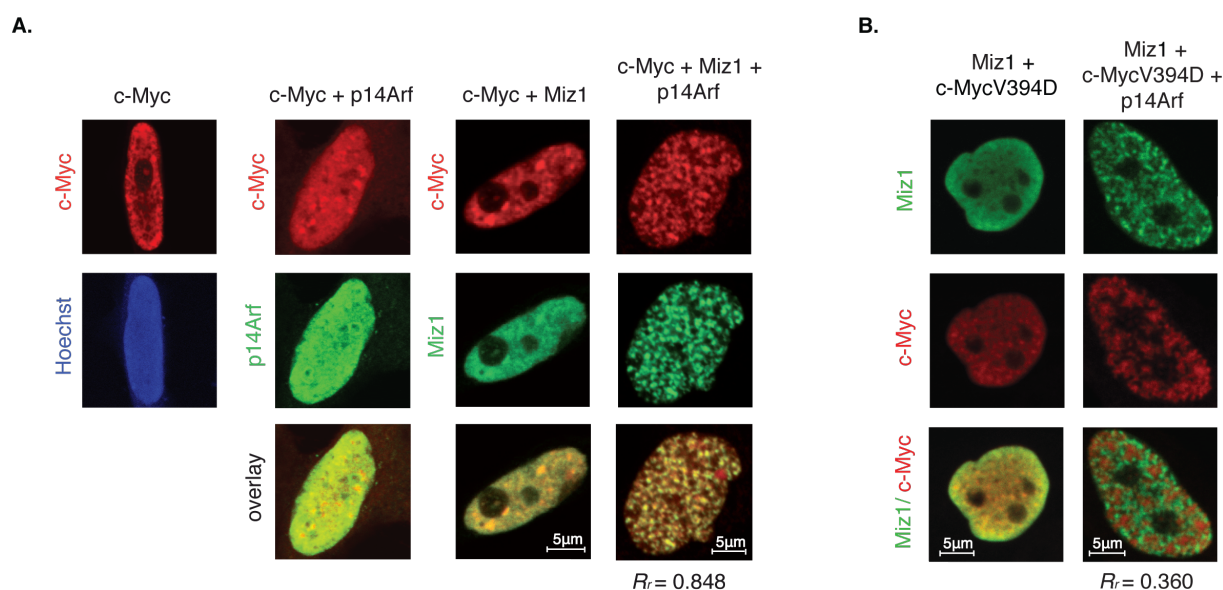 A.
c-Myc
c-Myc + p14Arf
c-Myc + Miz1
c-Myc + Miz1 +
p14Arf
c-Myc
c-Myc
c-Myc
Hoechst
p14Arf
Miz1
overlay
5µm
5µm
Rr = 0.848
B.
Miz1 +
c-MycV394D
Miz1 +
c-MycV394D +
p14Arf
Miz1
c-Myc
Miz1/ c-Myc
5µm
5µm
Rr = 0.360